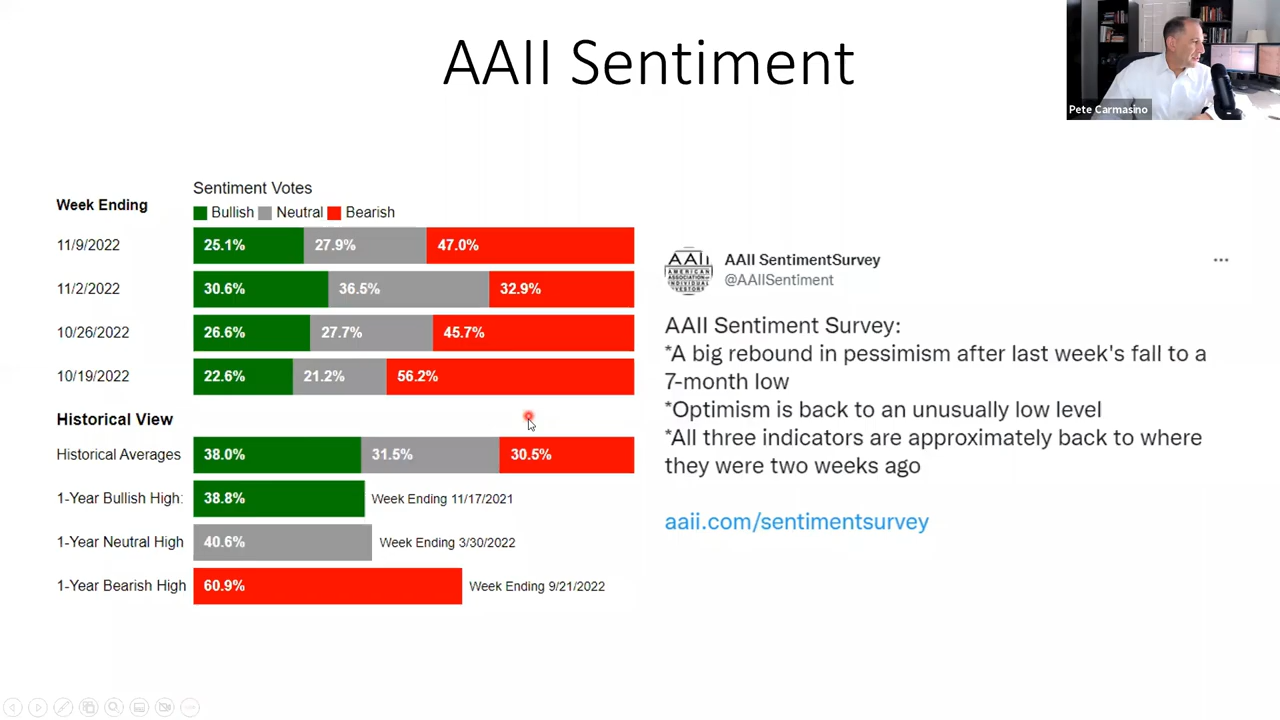 AAII Sentiment
Pete Carmasino
Sentiment Votes
Week Ending
Bullish Neutral Bearish
11/9/2022 25.1% 27.9% 47.0%
11/2/2022 30.6% 36.5% 32.9%
10/26/2022 26.6% 27.7% 45.7%
10/19/2022 22.6% 21.2% 56.2%
Historical View
Historical Averages 38.0% 31.5% 30.5%
1-Year Bullish High: 38.8% Week Ending 11/17/2021
1-Year Neutral High 40.6% Week Ending 3/30/2022
1-Year Bearish High 60.9% Week Ending 9/21/2022
AAII
AMERICAN
ASSOCIATION
INDIVIDUAL
AAII SentimentSurvey
@AAIISentiment
AAII Sentiment Survey:
*A big rebound in pessimism after last week's fall to a
7-month low
*Optimism is back to an unusually low level
*All three indicators are approximately back to where
they were two weeks ago
aaii.com/sentimentsurvey